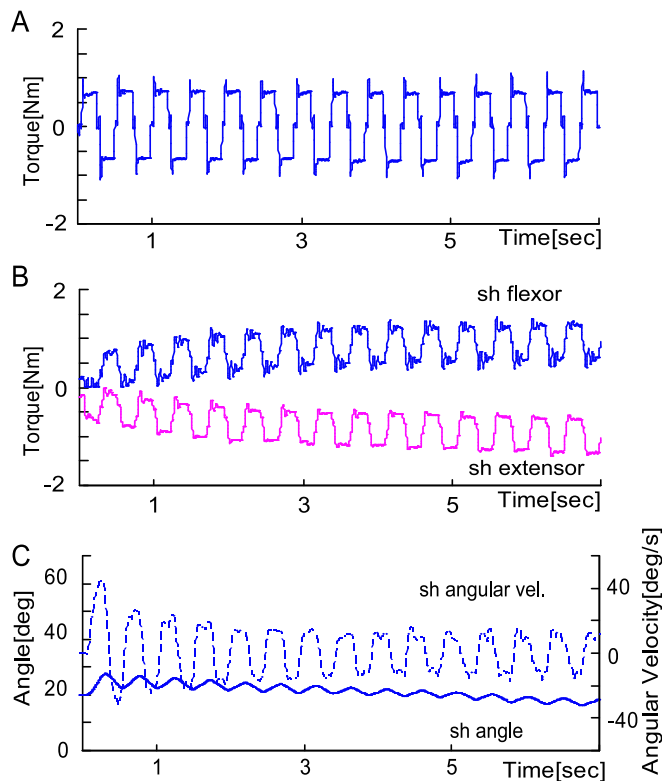 A
Torque[Nm]
2
0
-2
1
3
5
Time[sec]
B
Torque[Nm]
2
0
-2
sh flexor
sh extensor
1
3
5
Time[sec]
C
Angle[deg]
60
40
20
0
sh angular vel.
sh angle
40
0
-40
Angular Velocity[deg/s]
1
3
5
Time[sec]